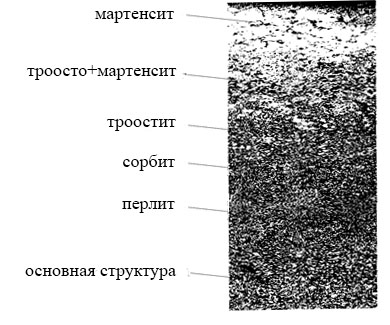 мартенсит
троосто+мартенсит
троостит
сорбит
перлит
основная структура